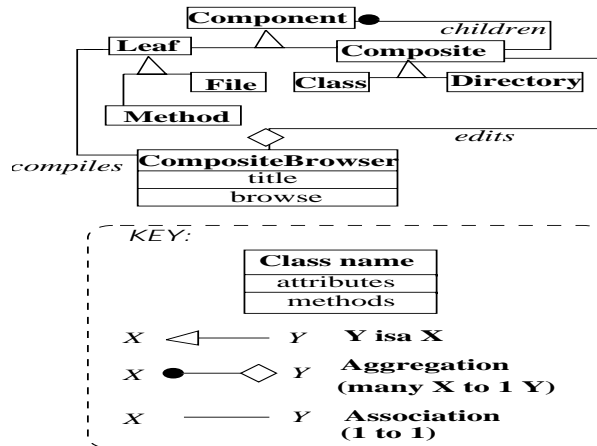 Component
children
Leaf
Composite
File
Class
Directory
Method
edits
compiles
CompositeBrowser
title
browse
KEY:
Class name
attributes
methods
X Y Y isa X
X Y Aggregation
(many X to 1 Y)
X Y Association
(1 to 1)